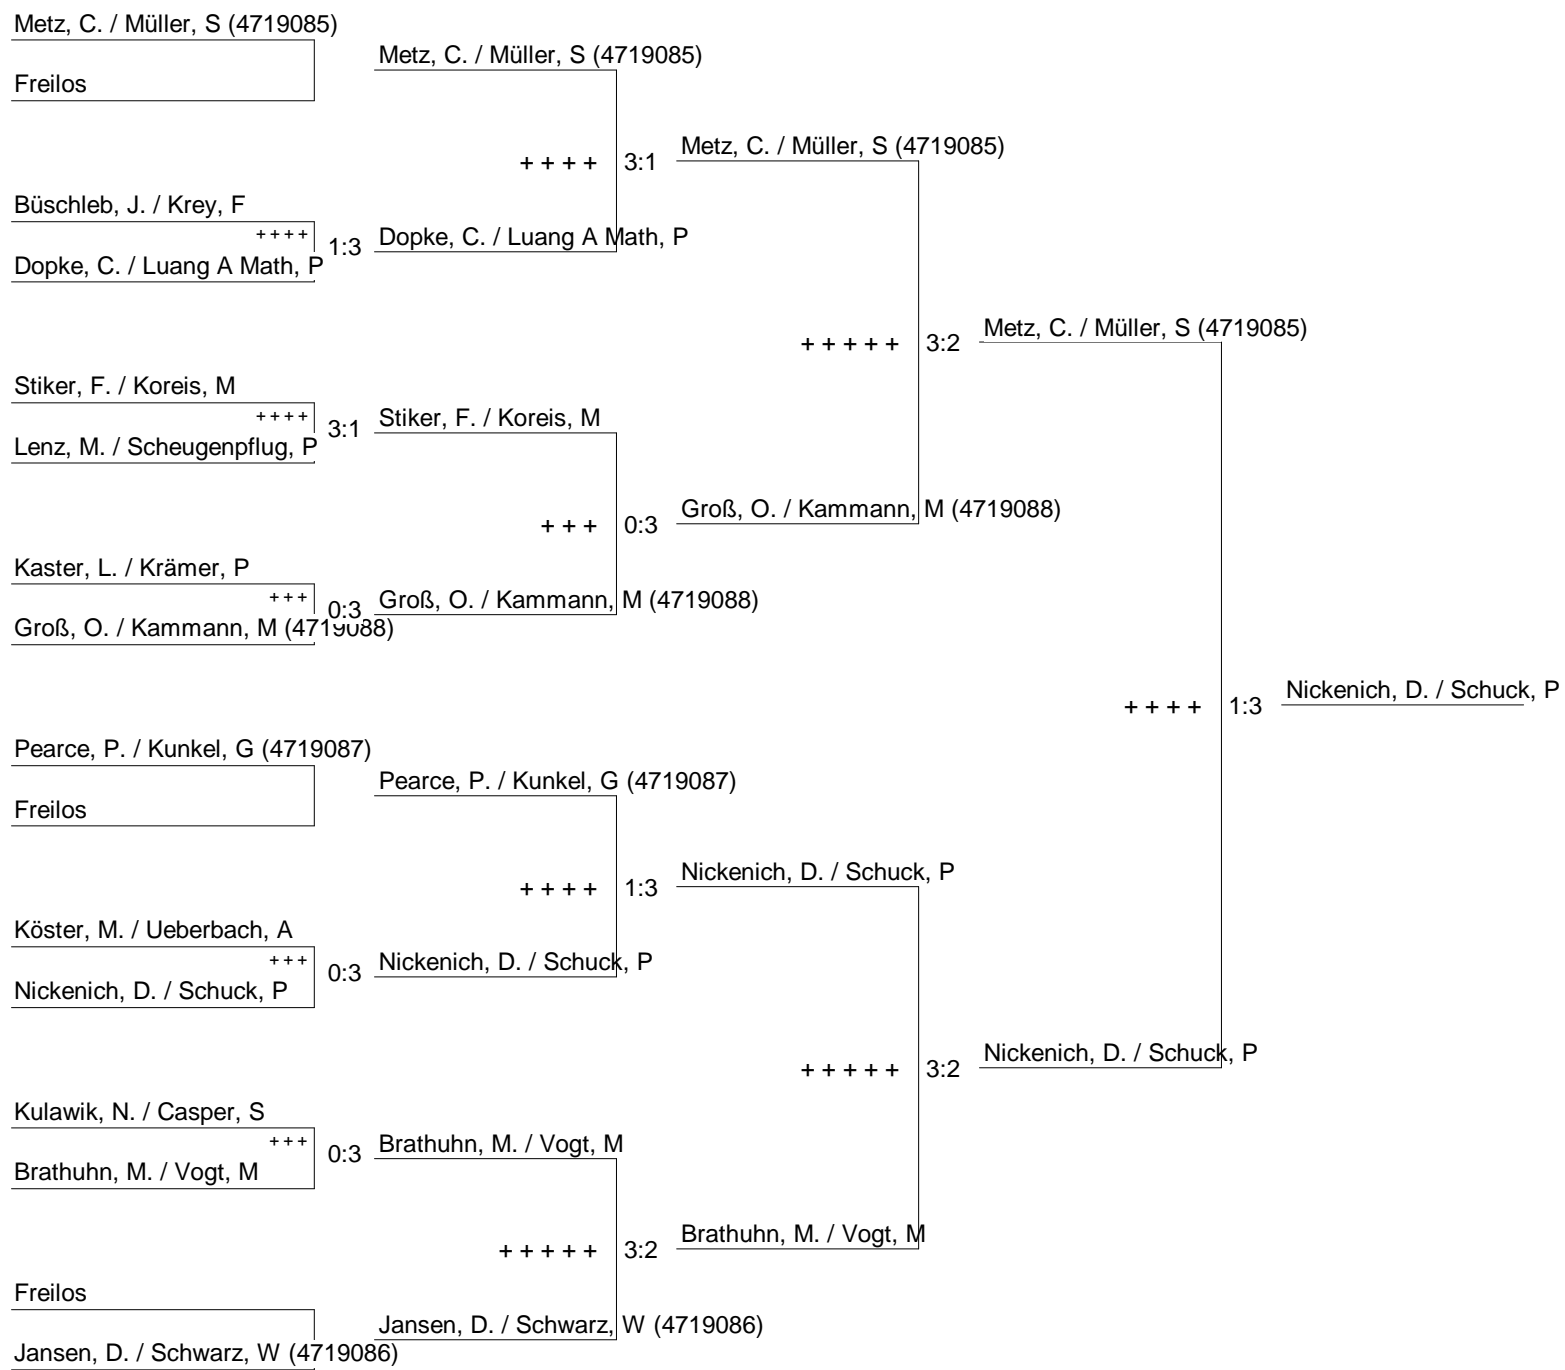 Metz, C. / Müller, S (4719085)
Freilos
Büschleb, J. / Krey, F
++++
1:3
Dopke, C. / Luang A Math, P
Stiker, F. / Koreis, M
++++
3:1
Lenz, M. / Scheugenpflug, P
Kaster, L. / Krämer, P
+++
0:3
Groß, O. / Kammann, M (4719088)
Pearce, P. / Kunkel, G (4719087)
Freilos
Köster, M. / Ueberbach, A
+++
0:3
Nickenich, D. / Schuck, P
Kulawik, N. / Casper, S
+++
0:3
Brathuhn, M. / Vogt, M
Freilos
Jansen, D. / Schwarz, W (4719086)
Metz, C. / Müller, S (4719085)
++++ 3:1
Dopke, C. / Luang A Math, P
Stiker, F. / Koreis, M
+++ 0:3
Groß, O. / Kammann, M (4719088)
Pearce, P. / Kunkel, G (4719087)
++++ 1:3
Nickenich, D. / Schuck, P
Brathuhn, M. / Vogt, M
+++++ 3:2
Jansen, D. / Schwarz, W (4719086)
Metz, C. / Müller, S (4719085)
+++++ 3:2
Groß, O. / Kammann, M (4719088)
Nickenich, D. / Schuck, P
+++++ 3:2
Brathuhn, M. / Vogt, M
Metz, C. / Müller, S (4719085)
++++ 1:3
Nickenich, D. / Schuck, P
Nickenich, D. / Schuck, P